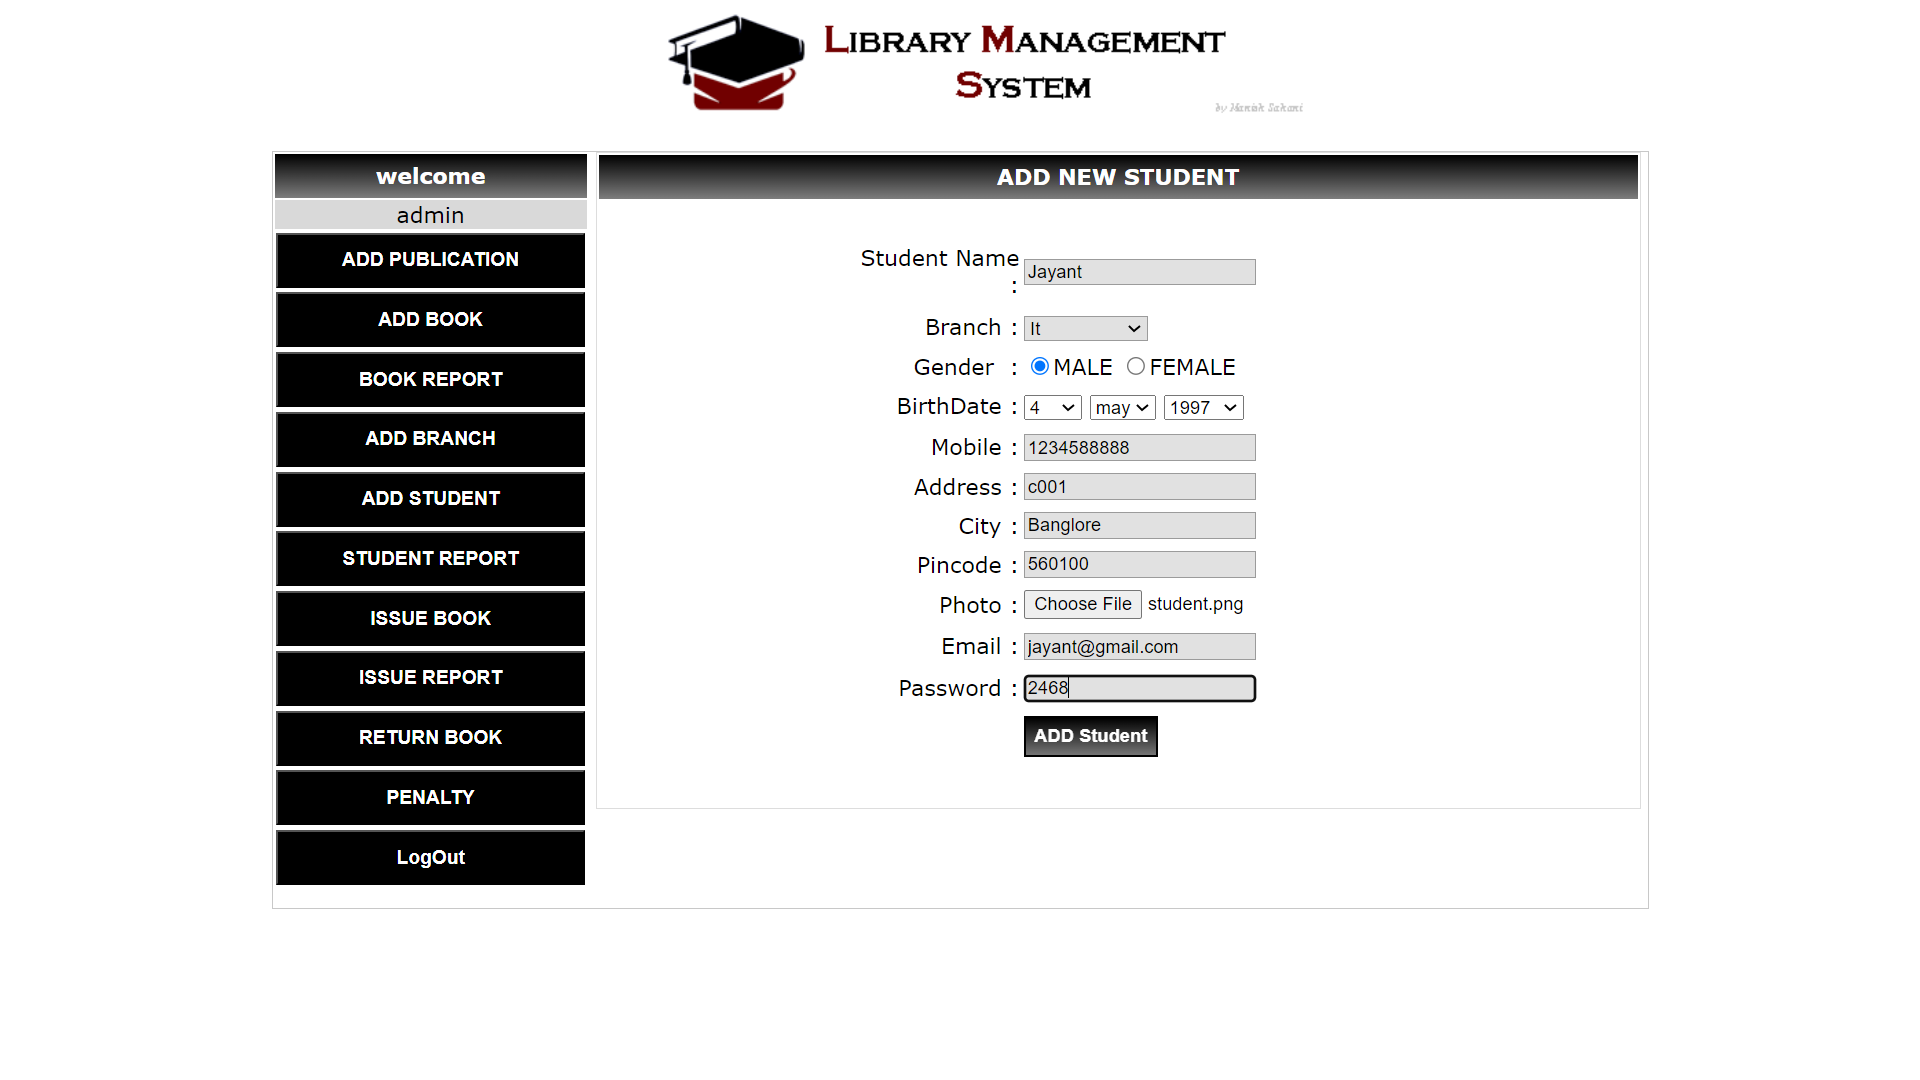 LIBRARY MANAGEMENT
SYSTEM
by Manish Sahani
welcome
admin
ADD PUBLICATION
ADD BOOK
BOOK REPORT
ADD BRANCH
ADD STUDENT
STUDENT REPORT
ISSUE BOOK
ISSUE REPORT
RETURN BOOK
PENALTY
LogOut
ADD NEW STUDENT
Student Name : Jayant
Branch : It
Gender : MALE FEMALE
BirthDate : 4 may 1997
Mobile : 1234588888
Address : c001
City : Banglore
Pincode : 560100
Photo : Choose File student.png
Email : jayant@gmail.com
Password : 2468
ADD Student